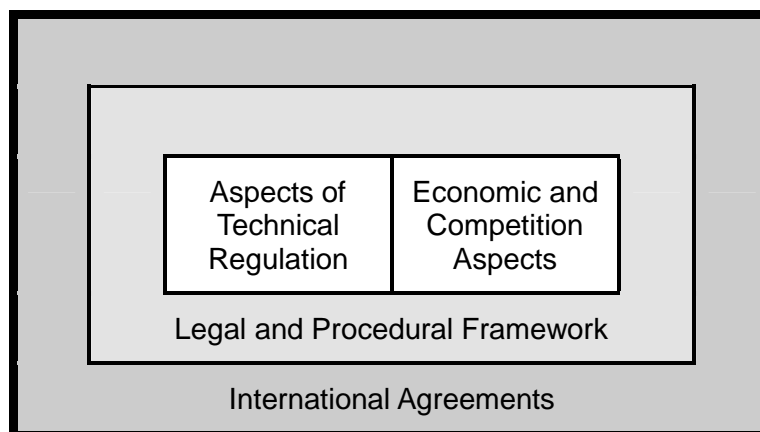 Aspects of
Technical
Regulation
Economic and
Competition
Aspects
Legal and Procedural Framework
International Agreements